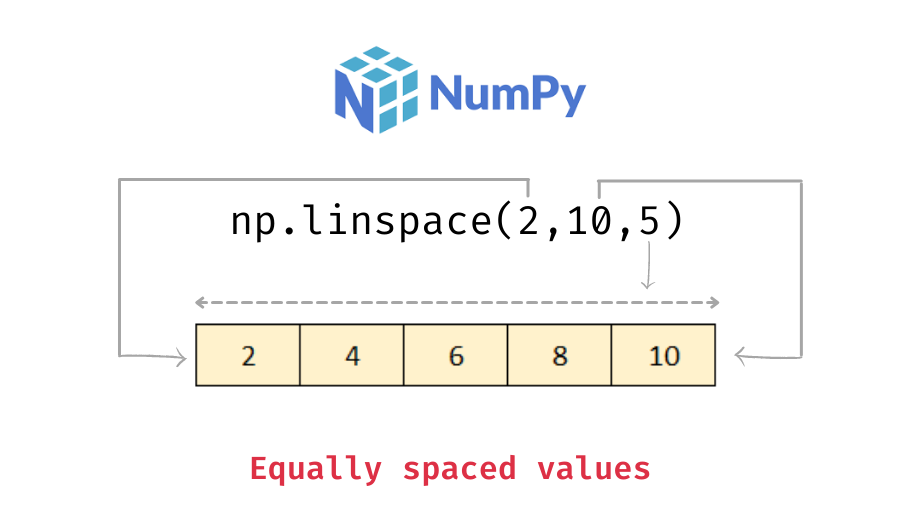 NumPy
np.linspace(2,10,5)
2 4 6 8 10
Equally spaced values